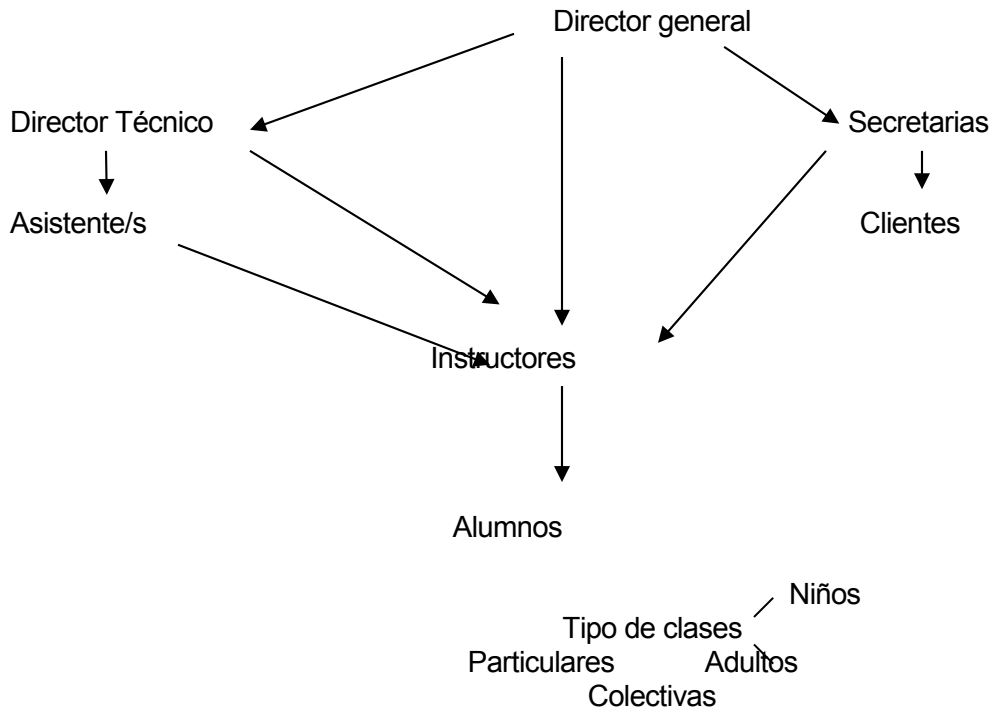 Director general
Director Técnico
Secretarias
Asistente/s
Clientes
Instructores
Alumnos
Niños
Tipo de clases
Particulares
Adultos
Colectivas